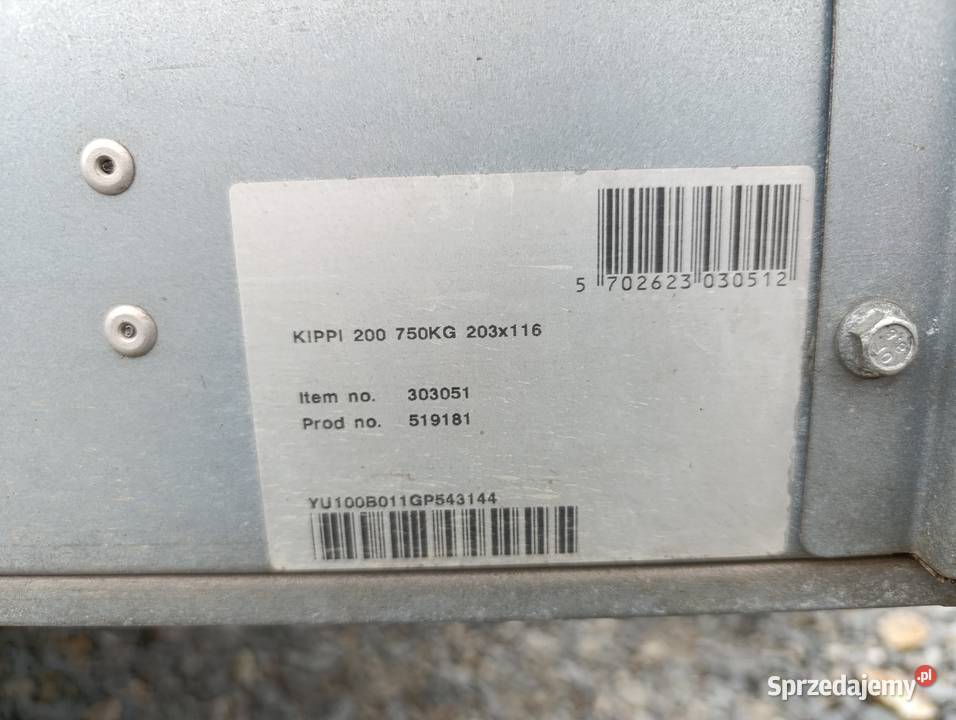 5 702623 030512
KIPPI 200 750KG 203x116
Item no. 303051
Prod no. 519181
YU100B011GP543144
Sprzedajemy.pl